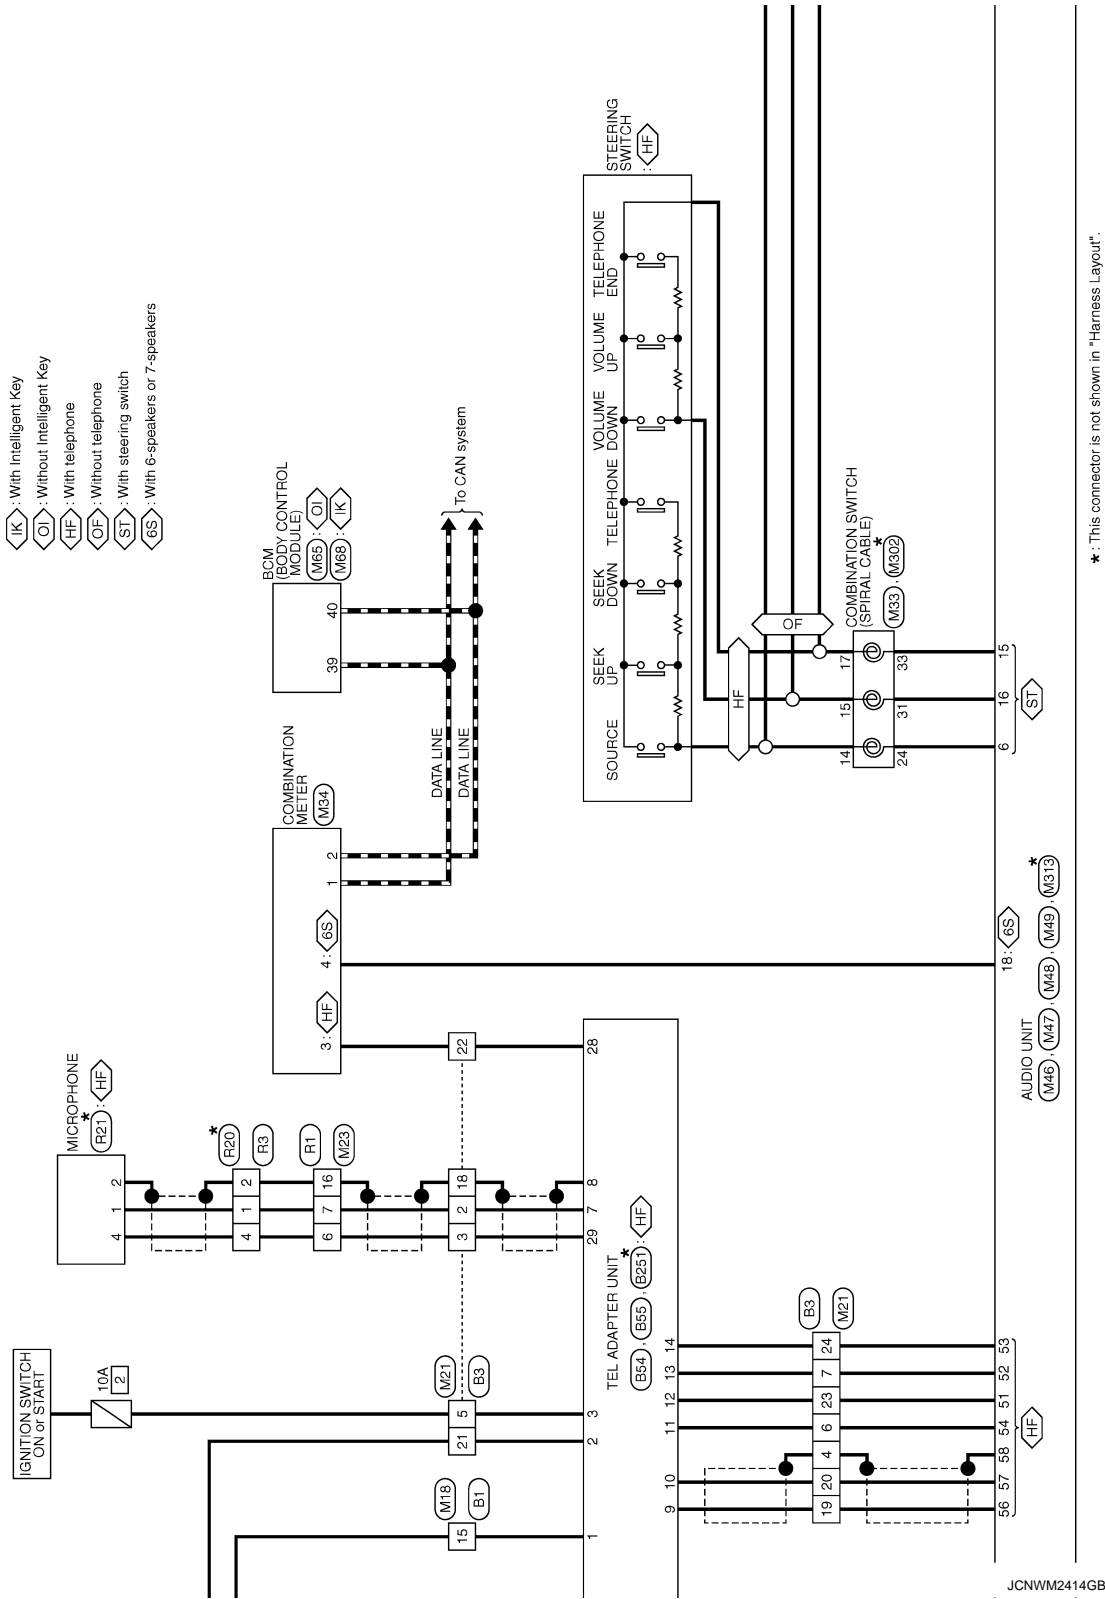 IK : With Intelligent Key
OI : Without Intelligent Key
HF : With telephone
OF : Without telephone
ST : With steering switch
6S : With 6-speakers or 7-speakers
IGNITION SWITCH
ON or START
10A
2
MICROPHONE
R21 * : HF
4 1 2
R20 *
R3
4 1 2
R1
M23
6 7 16
COMBINATION
METER
M34
3 : HF
4 : 6S
1 2
BCM
(BODY CONTROL
MODULE)
M65 : OI
M68 : IK
39 40
DATA LINE
DATA LINE
To CAN system
M18
B1
15
M21
B3
21 5
3 2 18
22
1 2 3 29 7 8 28
TEL ADAPTER UNIT
B54 , B55 , B251 * : HF
9 10 11 12 13 14
B3
M21
19 20 4 6 23 7 24
56 57 58 54 51 52 53
HF
STEERING
SWITCH
: HF
SOURCE
SEEK
UP
SEEK
DOWN
TELEPHONE
VOLUME
DOWN
VOLUME
UP
TELEPHONE
END
HF
OF
COMBINATION SWITCH
(SPIRAL CABLE)
M33 , M302 *
14 15 17
24 31 33
6 16 15
ST
18 : 6S
AUDIO UNIT
M46 , M47 , M48 , M49 , M313 *
* : This connector is not shown in "Harness Layout".
JCNWM2414GB